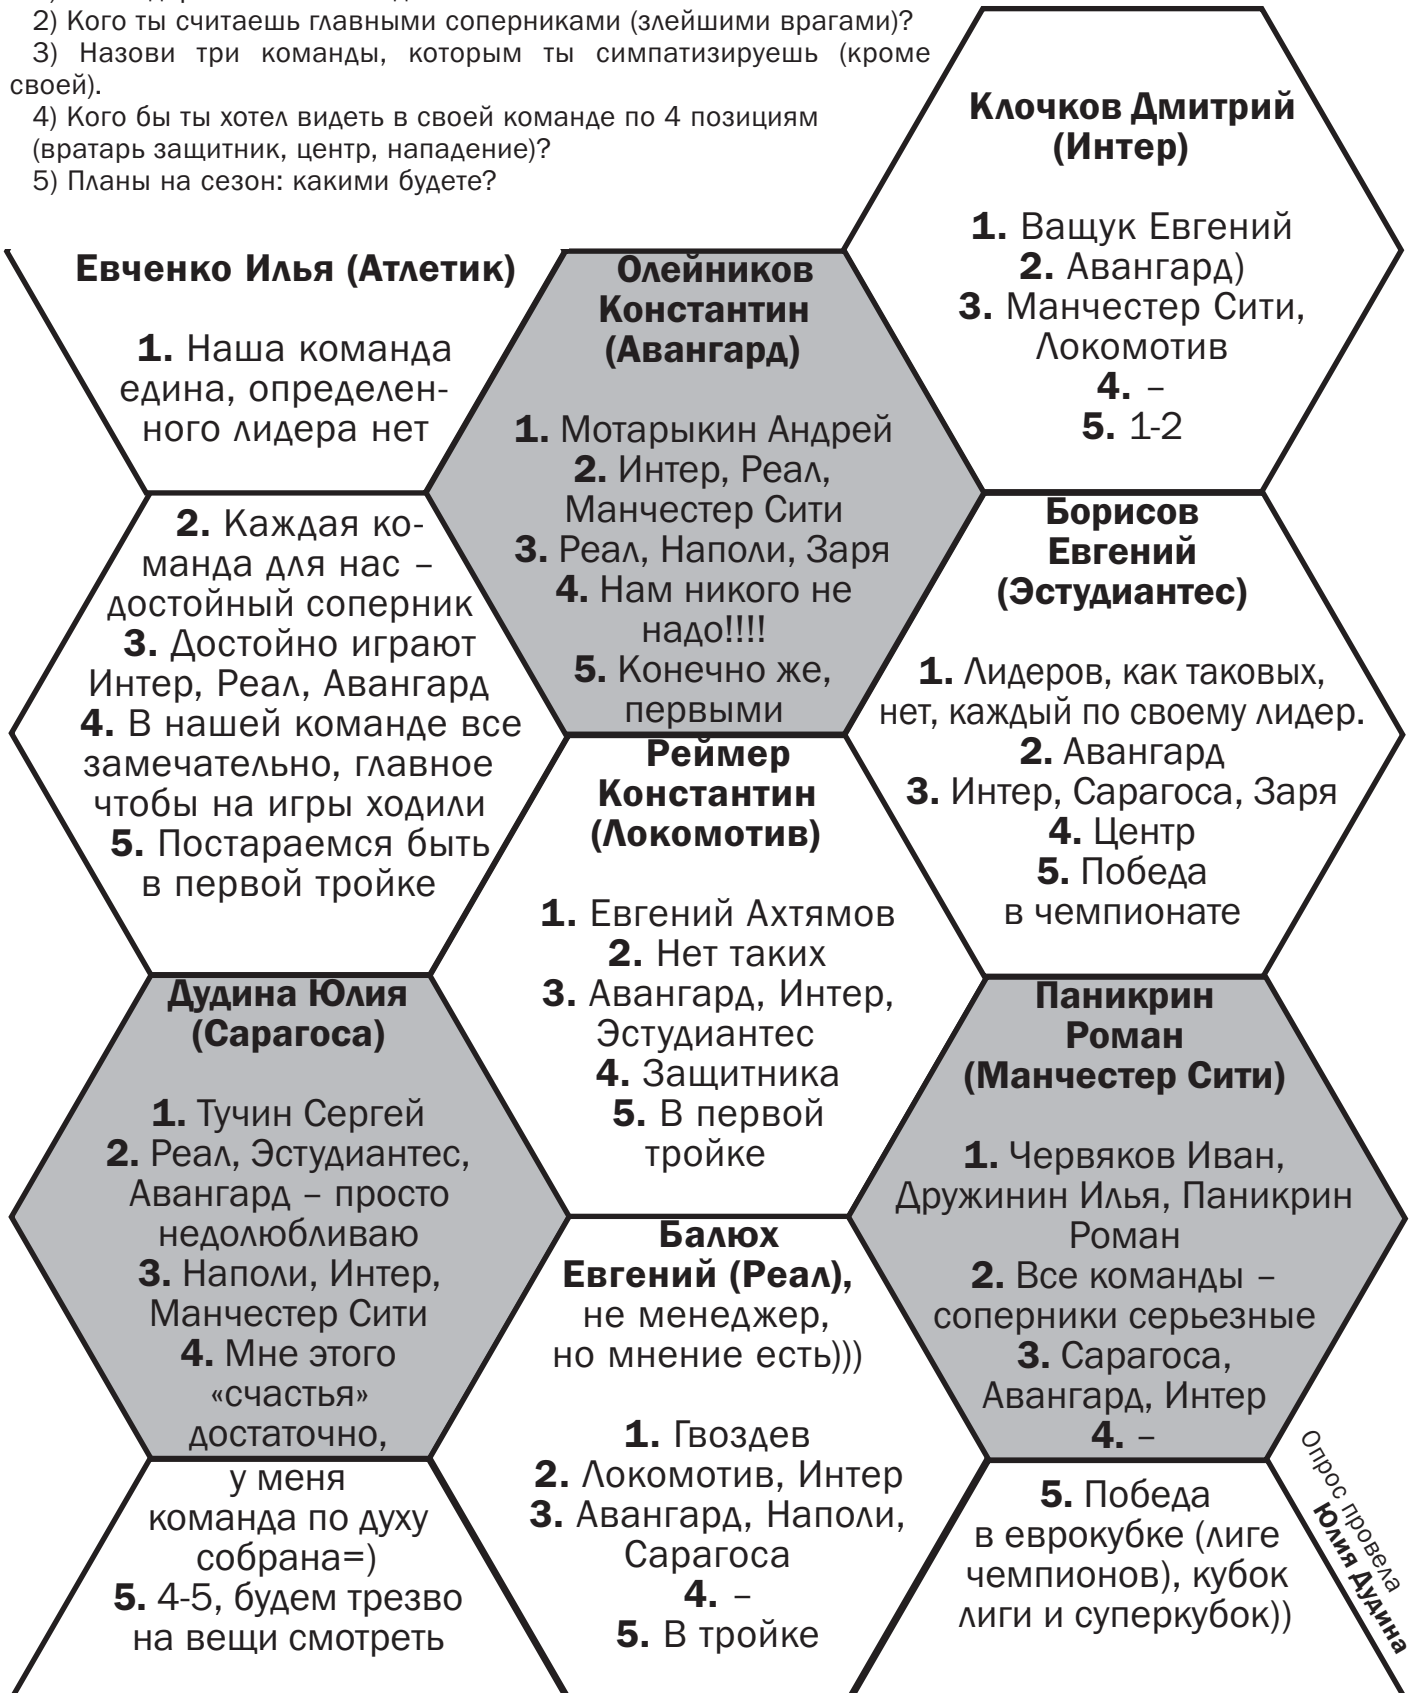 2) Кого ты считаешь главными соперниками (злейшими врагами)?
3) Назови три команды, которым ты симпатизируешь (кроме
своей).
4) Кого бы ты хотел видеть в своей команде по 4 позициям
(вратарь защитник, центр, нападение)?
5) Планы на сезон: какими будете?
Евченко Илья (Атлетик)
1. Наша команда
едина, определен-
ного лидера нет
2. Каждая ко-
манда для нас –
достойный соперник
3. Достойно играют
Интер, Реал, Авангард
4. В нашей команде все
замечательно, главное
чтобы на игры ходили
5. Постараемся быть
в первой тройке
Олейников
Константин
(Авангард)
1. Мотарыкин Андрей
2. Интер, Реал,
Манчестер Сити
3. Реал, Наполи, Заря
4. Нам никого не
надо!!!!
5. Конечно же,
первыми
Клочков Дмитрий
(Интер)
1. Ващук Евгений
2. Авангард)
3. Манчестер Сити,
Локомотив
4. –
5. 1-2
Борисов
Евгений
(Эстудиантес)
1. Лидеров, как таковых,
нет, каждый по своему лидер.
2. Авангард
3. Интер, Сарагоса, Заря
4. Центр
5. Победа
в чемпионате
Реймер
Константин
(Локомотив)
1. Евгений Ахтямов
2. Нет таких
3. Авангард, Интер,
Эстудиантес
4. Защитника
5. В первой
тройке
Дудина Юлия
(Сарагоса)
1. Тучин Сергей
2. Реал, Эстудиантес,
Авангард – просто
недолюбливаю
3. Наполи, Интер,
Манчестер Сити
4. Мне этого
«счастья»
достаточно,
у меня
команда по духу
собрана=)
5. 4-5, будем трезво
на вещи смотреть
Балюх
Евгений (Реал),
не менеджер,
но мнение есть)))
1. Гвоздев
2. Локомотив, Интер
3. Авангард, Наполи,
Сарагоса
4. –
5. В тройке
Паникрин
Роман
(Манчестер Сити)
1. Червяков Иван,
Дружинин Илья, Паникрин
Роман
2. Все команды –
соперники серьезные
3. Сарагоса,
Авангард, Интер
4. –
5. Победа
в еврокубке (лиге
чемпионов), кубок
лиги и суперкубок))
Опрос провела
Юлия Дудина